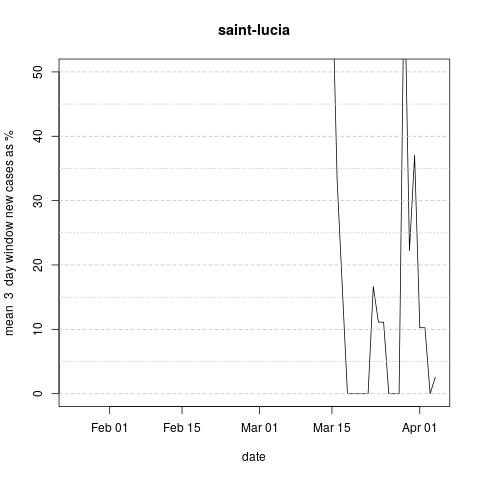 saint-lucia
mean  3  day window new cases as %
50
40
30
20
10
0
Feb 01
Feb 15
Mar 01
Mar 15
Apr 01
date